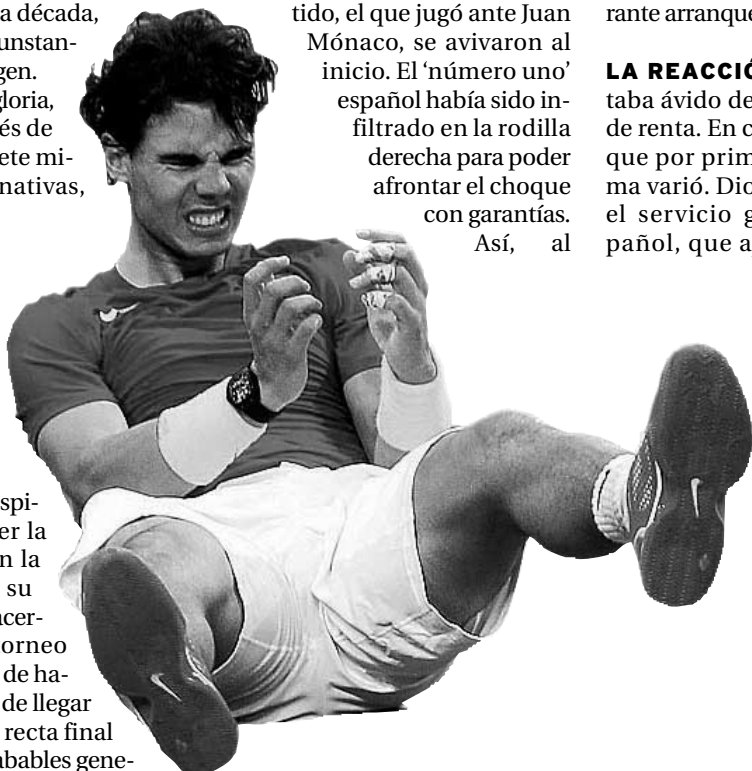 a década,
unstan-
gen.
gloria,
és de
ete mi-
nativas,
spi-
er la
n la
su
acer-
orneo
de ha-
de llegar
recta final
bables gene-
tido, el que jugó ante Juan
Mónaco, se avivaron al
inicio. El ‘número uno’
español había sido in-
filtrado en la rodilla
derecha para poder
afrontar el choque
con garantías.
Así, al
rante arranque
LA REACCIÓ
taba ávido de
de renta. En c
que por prim
ma varió. Dio
el servicio g
pañol, que a